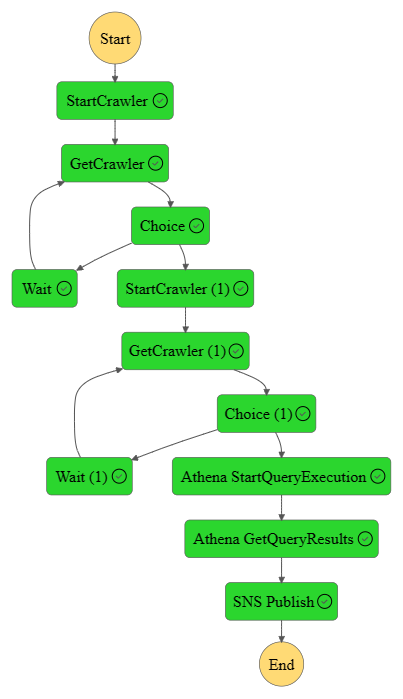 Start
StartCrawler
GetCrawler
Choice
Wait
StartCrawler (1)
GetCrawler (1)
Choice (1)
Wait (1)
Athena StartQueryExecution
Athena GetQueryResults
SNS Publish
End